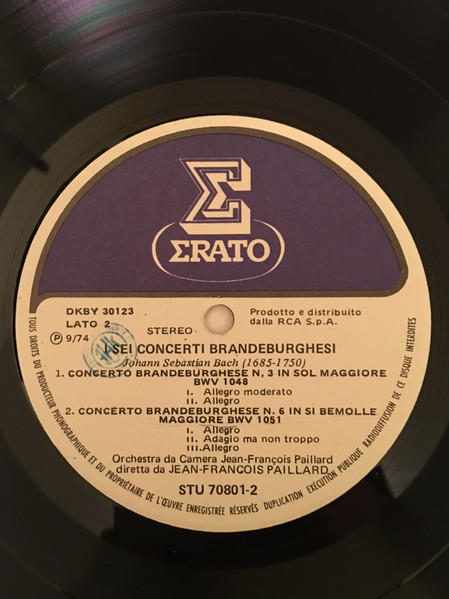 Σ
ΣRATO
DKBY 30123
LATO 2
Ⓟ 9/74
STEREO
Prodotto e distribuito
dalla RCA S.p.A.
I SEI CONCERTI BRANDEBURGHESI
Johann Sebastian Bach (1685-1750)
1. CONCERTO BRANDEBURGHESE N, 3 IN SOL MAGGIORE
BWV 1048
I. Allegro moderato
II. Allegro
2. CONCERTO BRANDEBURGHESE N. 6 IN SI BEMOLLE
MAGGIORE BWV 1051
I. Allegro
II. Adagio ma non troppo
III.Allegro
Orchestra da Camera Jean-François Paillard
diretta da JEAN-FRANÇOIS PAILLARD
STU 70801-2
TOUS DROITS DU PRODUCTEUR PHONOGRAPHIQUE ET DU PROPRIÉTAIRE DE L'ŒUVRE ENREGISTRÉE RÉSERVÉS DUPLICATION EXÉCUTION PUBLIQUE RADIODIFFUSION DE CE DISQUE INTERDITES